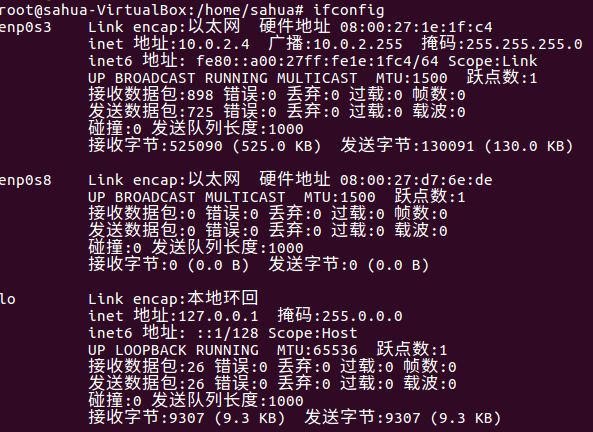 root@sahua-VirtualBox:/home/sahua# ifconfig
enp0s3 Link encap:以太网 硬件地址 08:00:27:1e:1f:c4
inet 地址:10.0.2.4 广播:10.0.2.255 掩码:255.255.255.0
inet6 地址: fe80::a00:27ff:fe1e:1fc4/64 Scope:Link
UP BROADCAST RUNNING MULTICAST MTU:1500 跃点数:1
接收数据包:898 错误:0 丢弃:0 过载:0 帧数:0
发送数据包:725 错误:0 丢弃:0 过载:0 载波:0
碰撞:0 发送队列长度:1000
接收字节:525090 (525.0 KB) 发送字节:130091 (130.0 KB)
enp0s8 Link encap:以太网 硬件地址 08:00:27:d7:6e:de
UP BROADCAST MULTICAST MTU:1500 跃点数:1
接收数据包:0 错误:0 丢弃:0 过载:0 帧数:0
发送数据包:0 错误:0 丢弃:0 过载:0 载波:0
碰撞:0 发送队列长度:1000
接收字节:0 (0.0 B) 发送字节:0 (0.0 B)
lo Link encap:本地环回
inet 地址:127.0.0.1 掩码:255.0.0.0
inet6 地址: ::1/128 Scope:Host
UP LOOPBACK RUNNING MTU:65536 跃点数:1
接收数据包:26 错误:0 丢弃:0 过载:0 帧数:0
发送数据包:26 错误:0 丢弃:0 过载:0 载波:0
碰撞:0 发送队列长度:1000
接收字节:9307 (9.3 KB) 发送字节:9307 (9.3 KB)